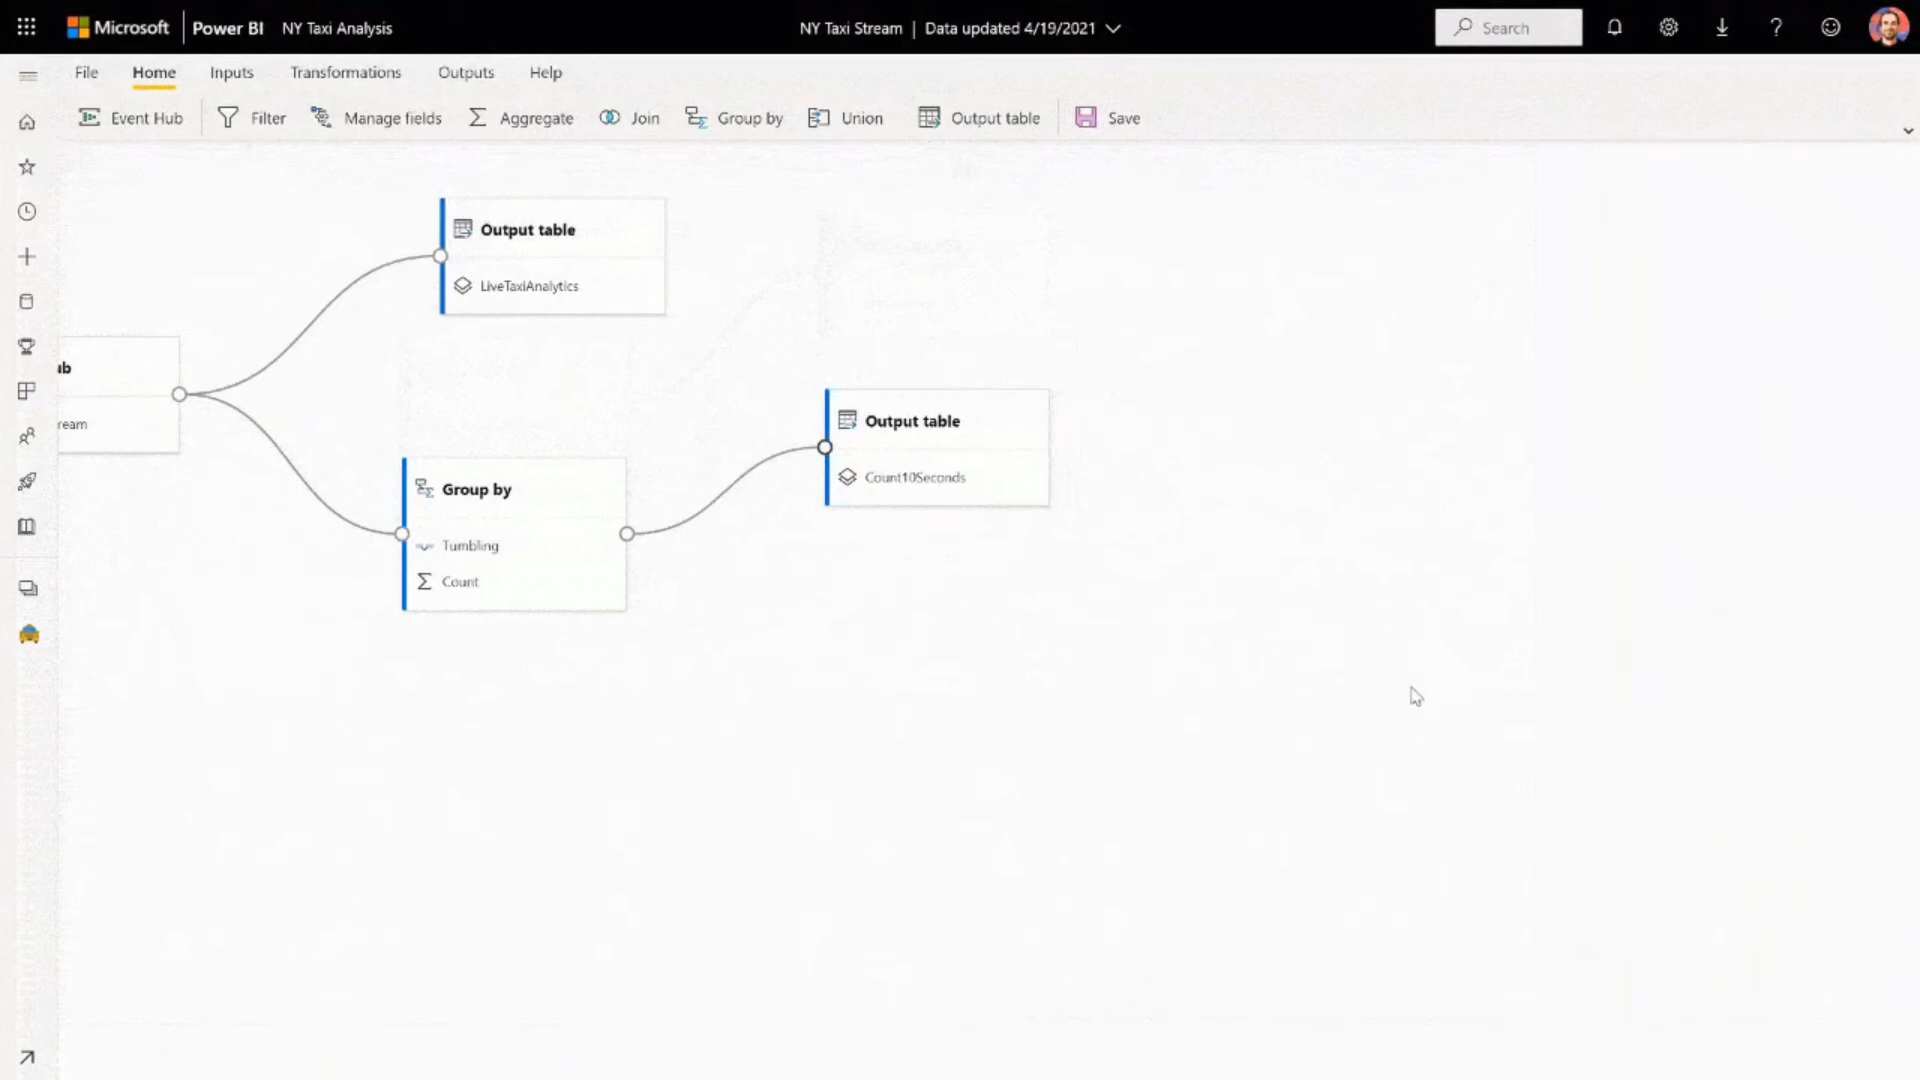 Microsoft Power BI NY Taxi Analysis NY Taxi Stream | Data updated 4/19/2021 Search
File Home Inputs Transformations Outputs Help
Event Hub Filter Manage fields Aggregate Join Group by Union Output table Save
Output table
LiveTaxiAnalytics
ub
ream
Output table
Count10Seconds
Group by
Tumbling
Count